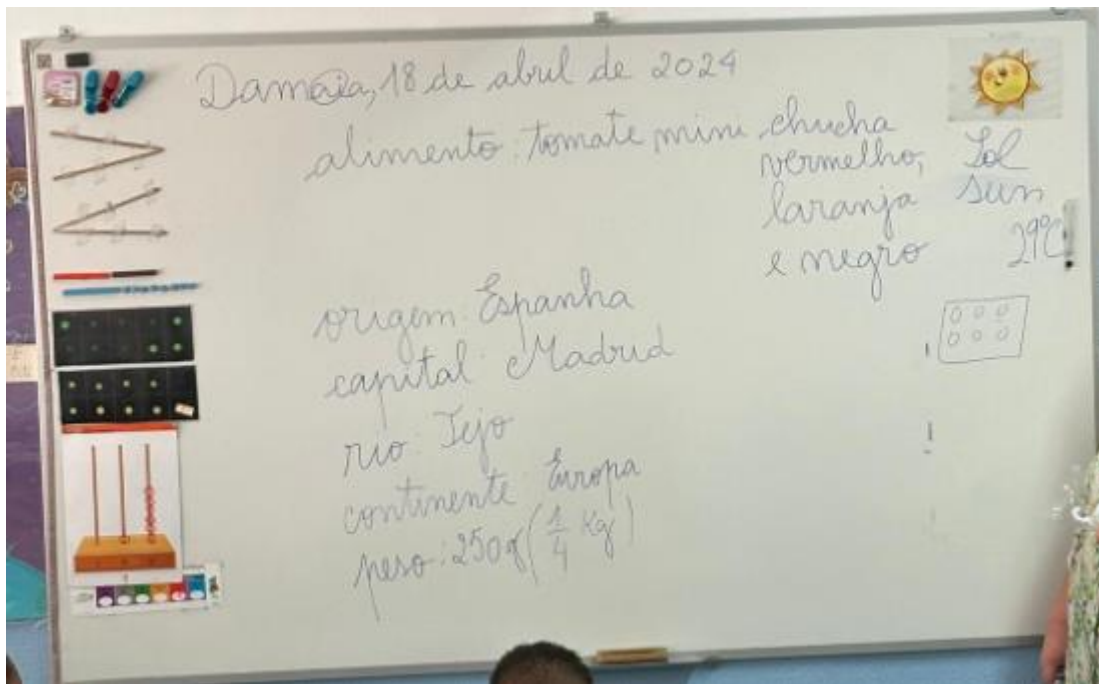 Damaia, 18 de abril de 2024
alimento: tomate mini chucha
vermelho,
laranja
e negro
Sol
sun
29ºC
origem: Espanha
capital: Madrid
rio: Tejo
continente: Europa
peso: 250g (1/4 Kg)